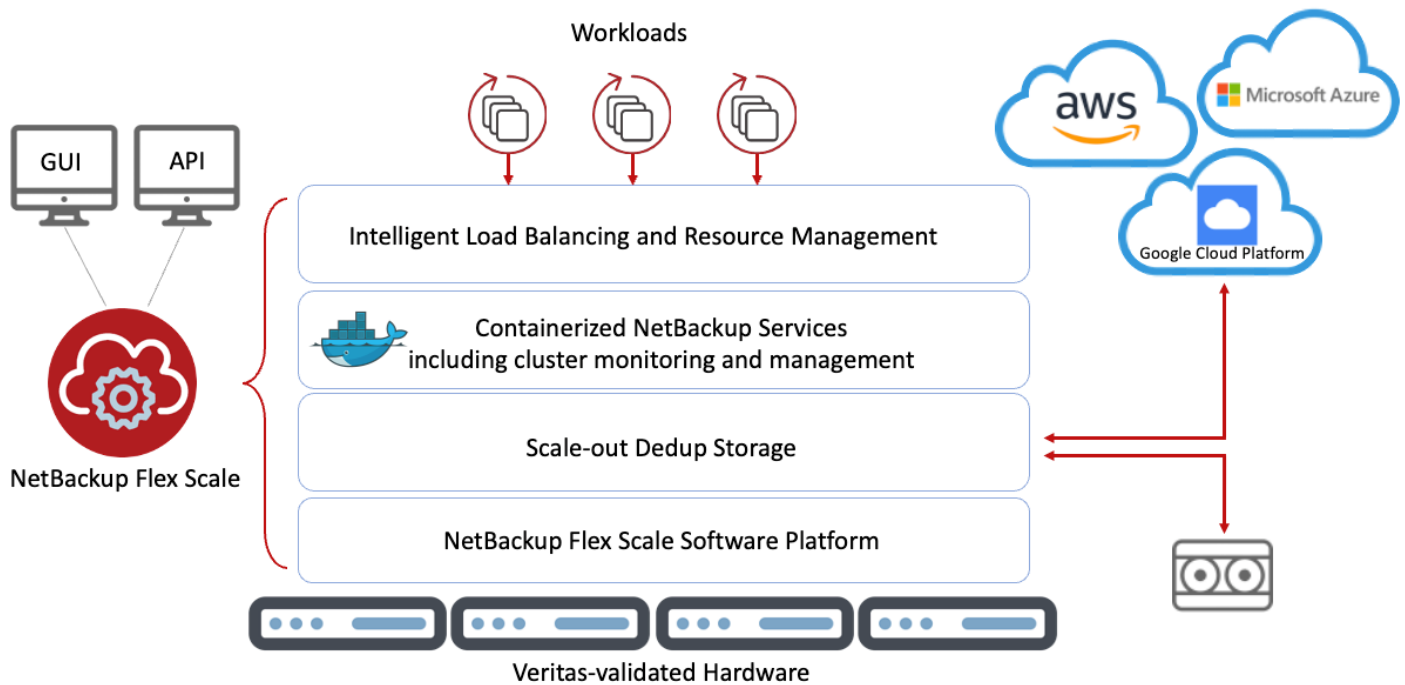 Workloads
aws
Microsoft Azure
GUI
API
Google Cloud Platform
Intelligent Load Balancing and Resource Management
Containerized NetBackup Services
including cluster monitoring and management
Scale-out Dedup Storage
NetBackup Flex Scale
NetBackup Flex Scale Software Platform
Veritas-validated Hardware